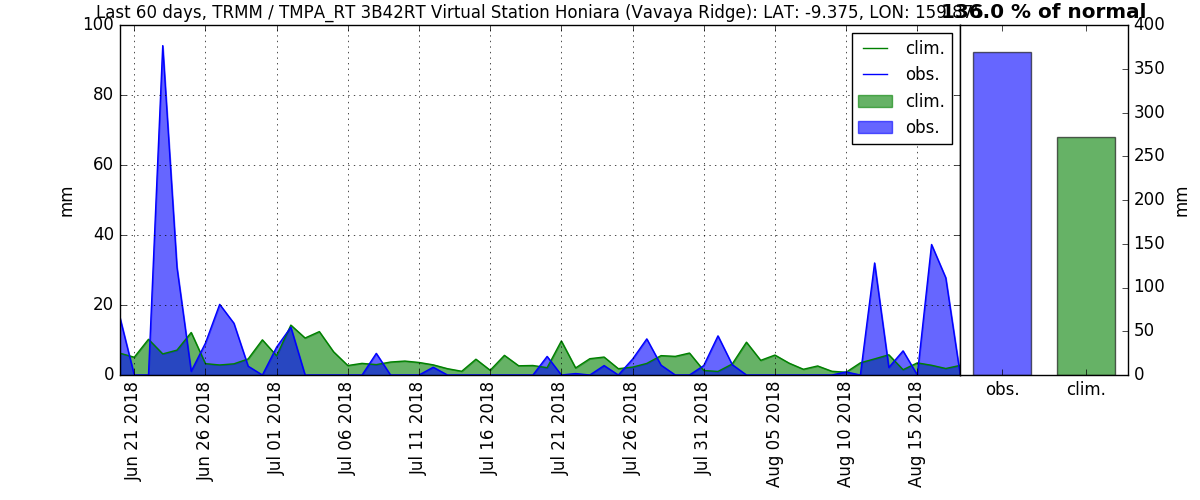 Last 60 days, TRMM / TMPA_RT 3B42RT Virtual Station Honiara (Vavaya Ridge): LAT: -9.375, LON:
136.0 % of normal
100
80
60
40
20
0
mm
clim.
obs.
clim.
obs.
400
350
300
250
200
150
100
50
0
mm
obs.
clim.
Jun 21 2018
Jun 26 2018
Jul 01 2018
Jul 06 2018
Jul 11 2018
Jul 16 2018
Jul 21 2018
Jul 26 2018
Jul 31 2018
Aug 05 2018
Aug 10 2018
Aug 15 2018